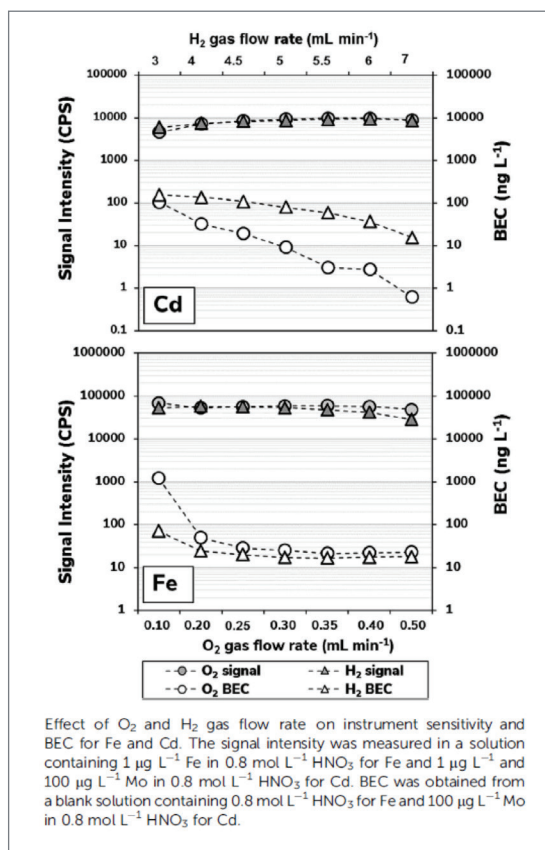 H₂ gas flow rate (mL min⁻¹)
3 4 4.5 5 5.5 6 7
Signal Intensity (CPS)
100000
10000
1000
100
10
1
0.1
Cd
100000
10000
1000
100
10
1
0.1
BEC (ng L⁻¹)
Signal Intensity (CPS)
1000000
100000
10000
1000
100
10
1
Fe
1000000
100000
10000
1000
100
10
1
BEC (ng L⁻¹)
0.10 0.20 0.25 0.30 0.35 0.40 0.50
O₂ gas flow rate (mL min⁻¹)
O₂ signal H₂ signal
O₂ BEC H₂ BEC
Effect of O₂ and H₂ gas flow rate on instrument sensitivity and
BEC for Fe and Cd. The signal intensity was measured in a solution
containing 1 μg L⁻¹ Fe in 0.8 mol L⁻¹ HNO₃ for Fe and 1 μg L⁻¹ and
100 μg L⁻¹ Mo in 0.8 mol L⁻¹ HNO₃ for Cd. BEC was obtained from
a blank solution containing 0.8 mol L⁻¹ HNO₃ for Fe and 100 μg L⁻¹ Mo
in 0.8 mol L⁻¹ HNO₃ for Cd.